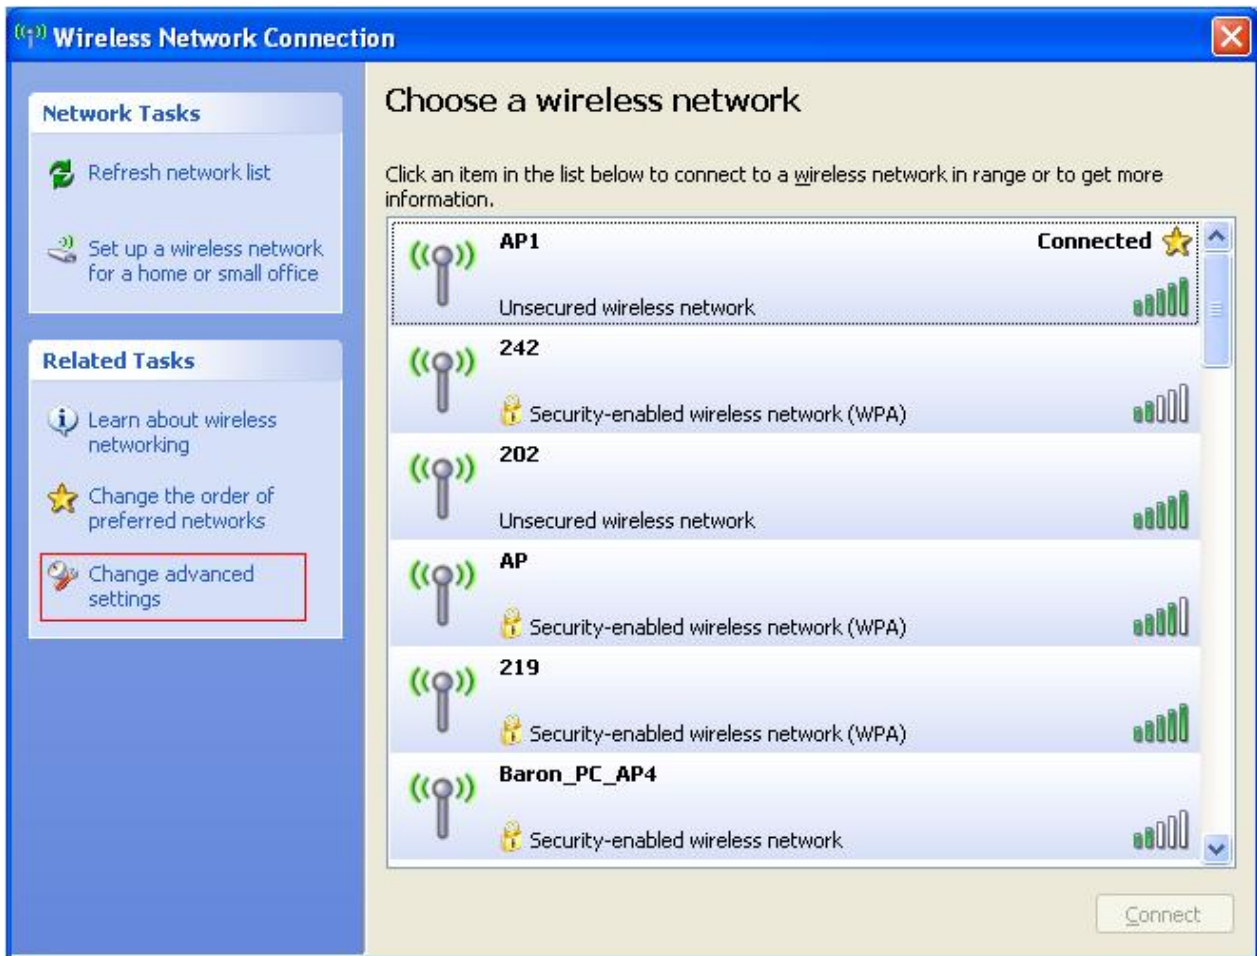 Wireless Network Connection
Network Tasks
Refresh network list
Set up a wireless network
for a home or small office
Related Tasks
Learn about wireless
networking
Change the order of
preferred networks
Change advanced
settings
Choose a wireless network
Click an item in the list below to connect to a wireless network in range or to get more
information.
AP1
Connected
Unsecured wireless network
242
Security-enabled wireless network (WPA)
202
Unsecured wireless network
AP
Security-enabled wireless network (WPA)
219
Security-enabled wireless network (WPA)
Baron_PC_AP4
Security-enabled wireless network
Connect